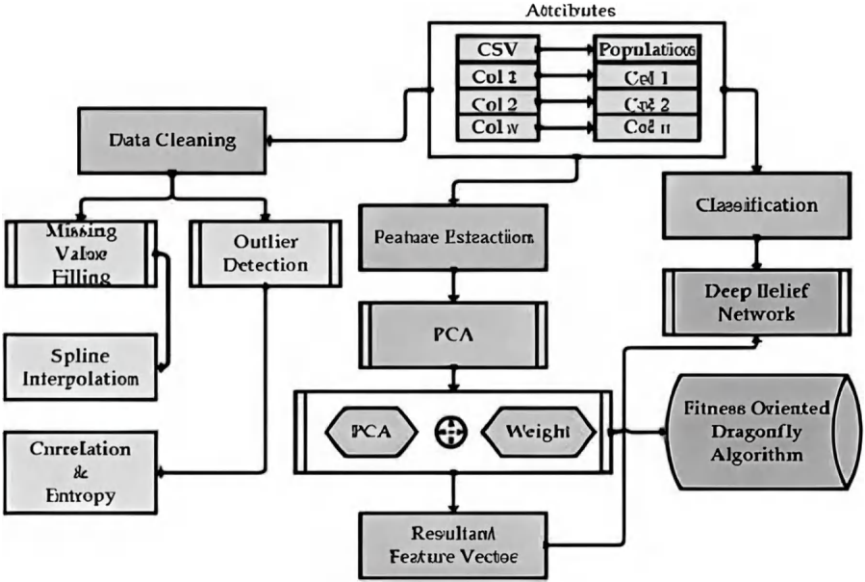 Attributes
CSV
Populations
Col 1
Cel 1
Col 2
Col N
Data Cleaning
Missing
Value
Filling
Outlier
Detection
Spline
Interpolation
Correlation
&
Entropy
Feature Extraction
PCA
PCA
Weight
Resultant
Feature Vector
Classification
Deep Belief
Network
Fitness Oriented
Dragonfly
Algorithm